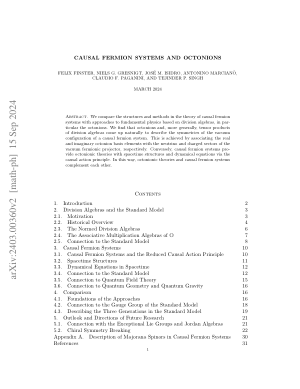 arXiv:2403.00360v2 [math-ph] 15 Sep 2024
CAUSAL FERMION SYSTEMS AND OCTONIONS
FELIX FINSTER, NIELS G. GRESNIGT, JOSÉ M. ISIDRO, ANTONINO MARCIANÒ,
CLAUDIO F. PAGANINI, AND TEJINDER P. SINGH
MARCH 2024
Abstract. We compare the structures and methods in the theory of causal fermion
systems with approaches to fundamental physics based on division algebras, in par-
ticular the octonions. We find that octonions and, more generally, tensor products
of division algebras come up naturally to describe the symmetries of the vacuum
configuration of a causal fermion system. This is achieved by associating the real
and imaginary octonion basis elements with the neutrino and charged sectors of the
vacuum fermionic projector, respectively. Conversely, causal fermion systems pro-
vide octonionic theories with spacetime structures and dynamical equations via the
causal action principle. In this way, octonionic theories and causal fermion systems
complement each other.
Contents
1. Introduction 2
2. Division Algebras and the Standard Model 3
2.1. Motivation 3
2.2. Historical Overview 4
2.3. The Normed Division Algebras 6
2.4. The Associative Multiplication Algebras of O 7
2.5. Connection to the Standard Model 8
3. Causal Fermion Systems 10
3.1. Causal Fermion Systems and the Reduced Causal Action Principle 10
3.2. Spacetime Structures 11
3.3. Dynamical Equations in Spacetime 12
3.4. Connection to the Standard Model 12
3.5. Connection to Quantum Field Theory 15
3.6. Connection to Quantum Geometry and Quantum Gravity 16
4. Comparison 16
4.1. Foundations of the Approaches 16
4.2. Connection to the Gauge Group of the Standard Model 18
4.3. Describing the Three Generations in the Standard Model 19
5. Outlook and Directions of Future Research 21
5.1. Connection with the Exceptional Lie Groups and Jordan Algebras 21
5.2. Chiral Symmetry Breaking 22
Appendix A. Description of Majorana Spinors in Causal Fermion Systems 30
References 31
1